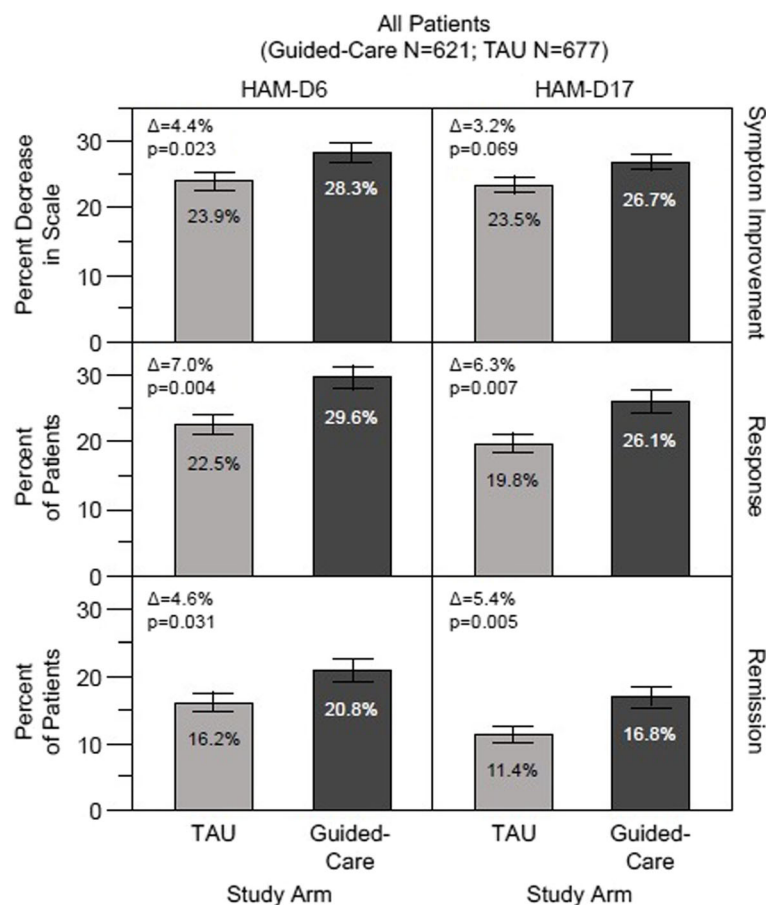 All Patients
(Guided-Care N=621; TAU N=677)
HAM-D6
HAM-D17
Percent Decrease
in Scale
30
20
10
0
Δ=4.4%
p=0.023
23.9%
28.3%
Δ=3.2%
p=0.069
23.5%
26.7%
Symptom Improvement
Percent
of Patients
30
20
10
0
Δ=7.0%
p=0.004
22.5%
29.6%
Δ=6.3%
p=0.007
19.8%
26.1%
Response
Percent
of Patients
30
20
10
0
Δ=4.6%
p=0.031
16.2%
20.8%
Δ=5.4%
p=0.005
11.4%
16.8%
Remission
TAU
Guided-
Care
TAU
Guided-
Care
Study Arm
Study Arm